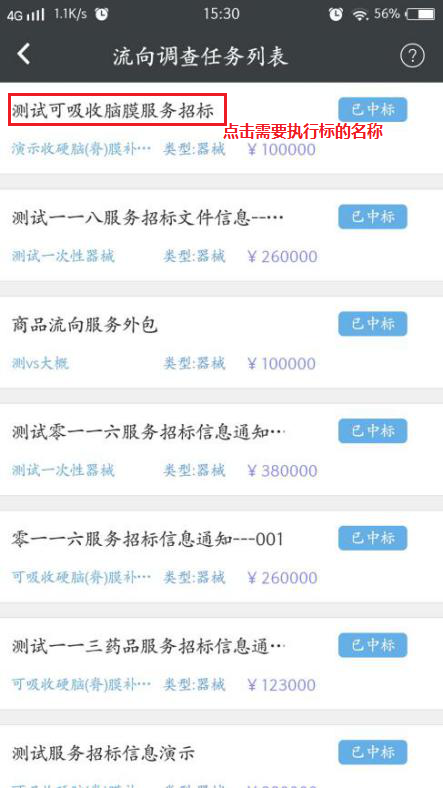 4G 1.1K/s 15:30 56%
流向调查任务列表 ?
测试可吸收脑膜服务招标 已中标
点击需要执行标的名称
演示收硬脑(脊)膜补··· 类型:器械 ¥100000
测试一一八服务招标文件信息--··· 已中标
测试一次性器械 类型:器械 ¥260000
商品流向服务外包 已中标
测vs大概 类型:器械 ¥100000
测试零一一六服务招标信息通知··· 已中标
测试一次性器械 类型:器械 ¥380000
零一一六服务招标信息通知---001 已中标
可吸收硬脑(脊)膜补··· 类型:器械 ¥260000
测试一一三药品服务招标信息通··· 已中标
可吸收硬脑(脊)膜补··· 类型:器械 ¥123000
测试服务招标信息演示 已中标